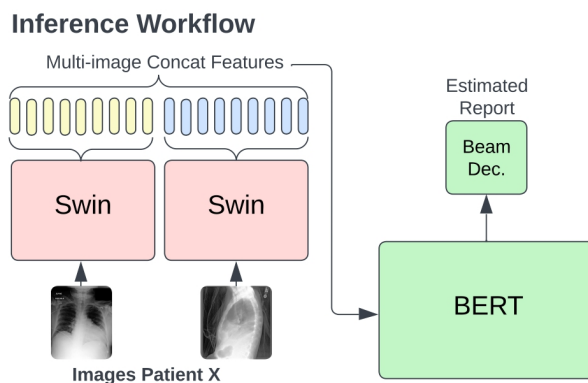 Inference Workflow
Multi-image Concat Features
Estimated
Report
Beam
Dec.
Swin
Swin
BERT
Images Patient X